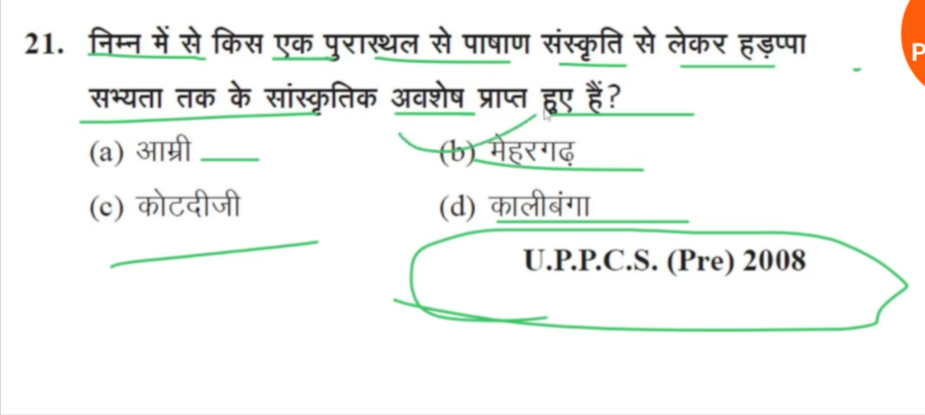 21. निम्न में से किस एक पुरास्थल से पाषाण संस्कृति से लेकर हड़प्पा
सभ्यता तक के सांस्कृतिक अवशेष प्राप्त हुए हैं?
(a) आम्री (b) मेहरगढ़
(c) कोटदीजी (d) कालीबंगा
U.P.P.C.S. (Pre) 2008
P